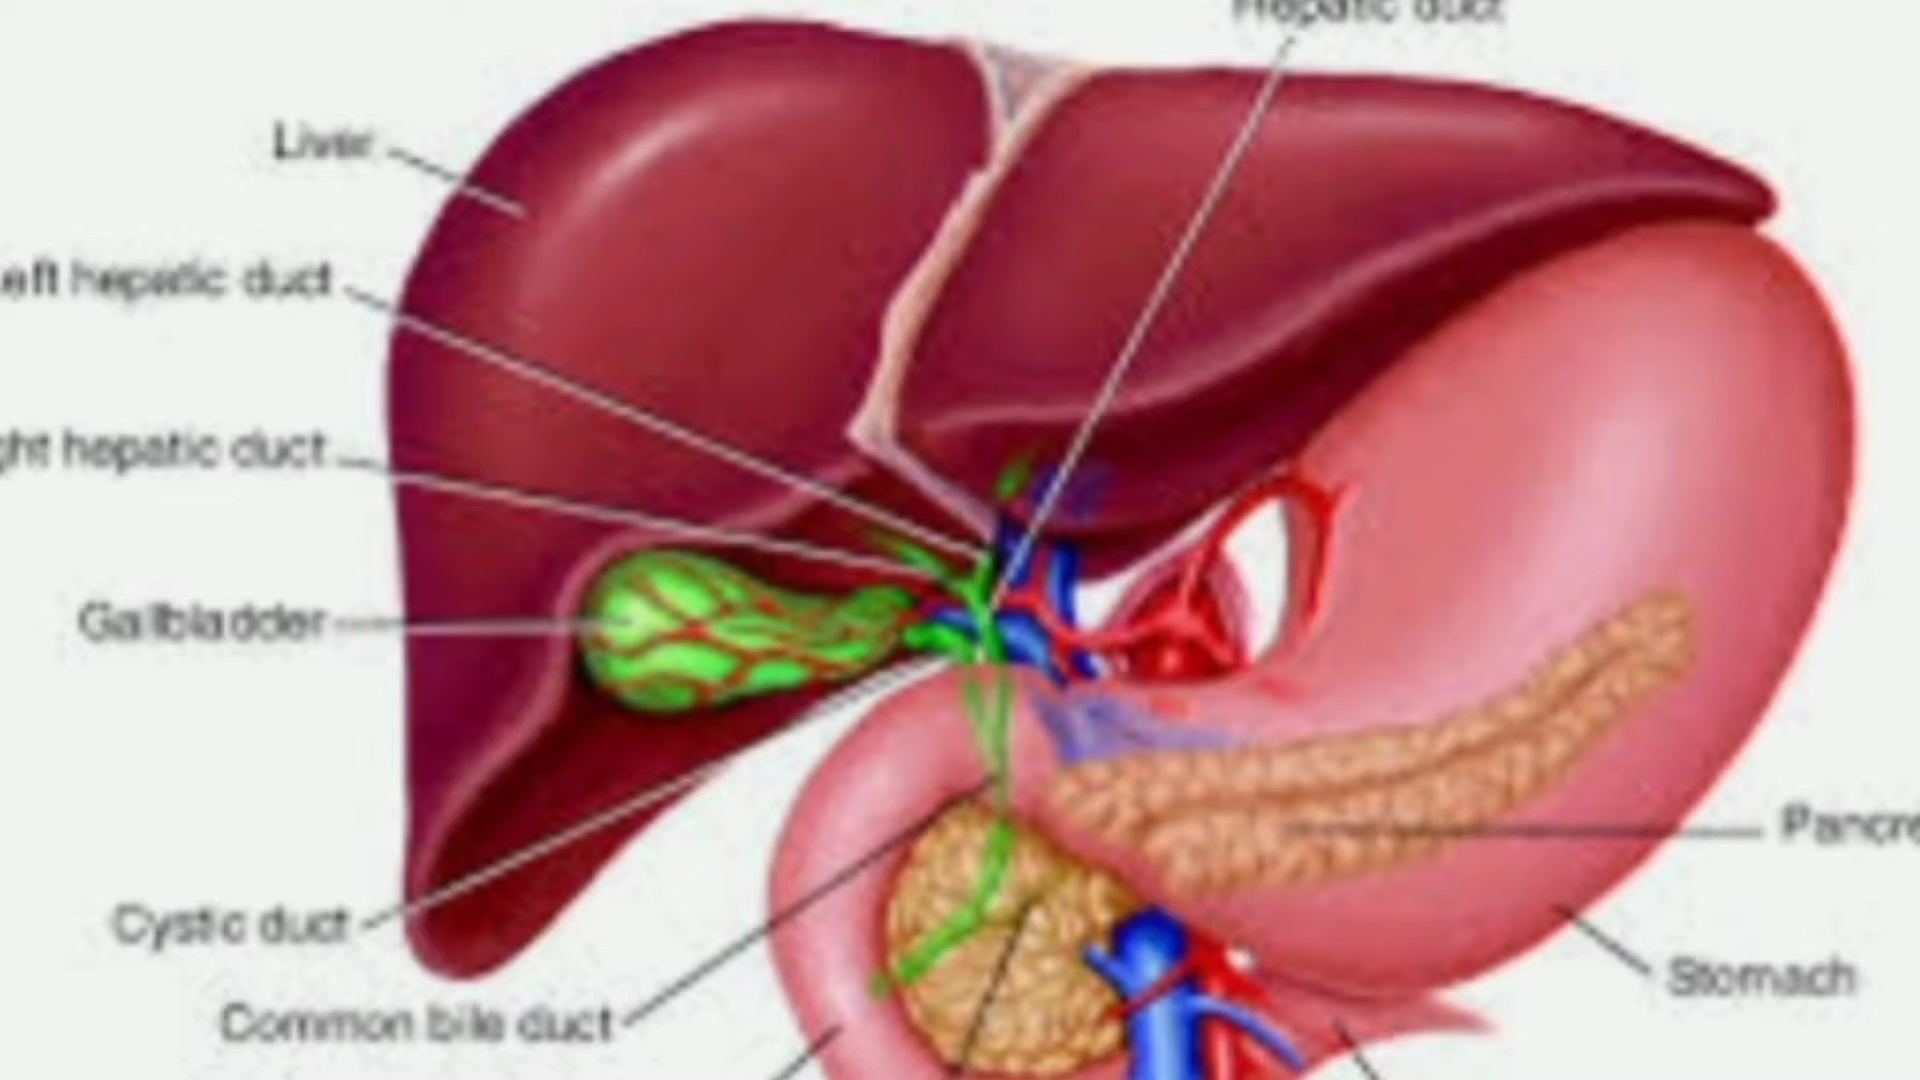 Hepatic duct
Liver
eft hepatic duct
ght hepatic duct
Gallbladder
Pancre
Cystic duct
Stomach
Common bile duct